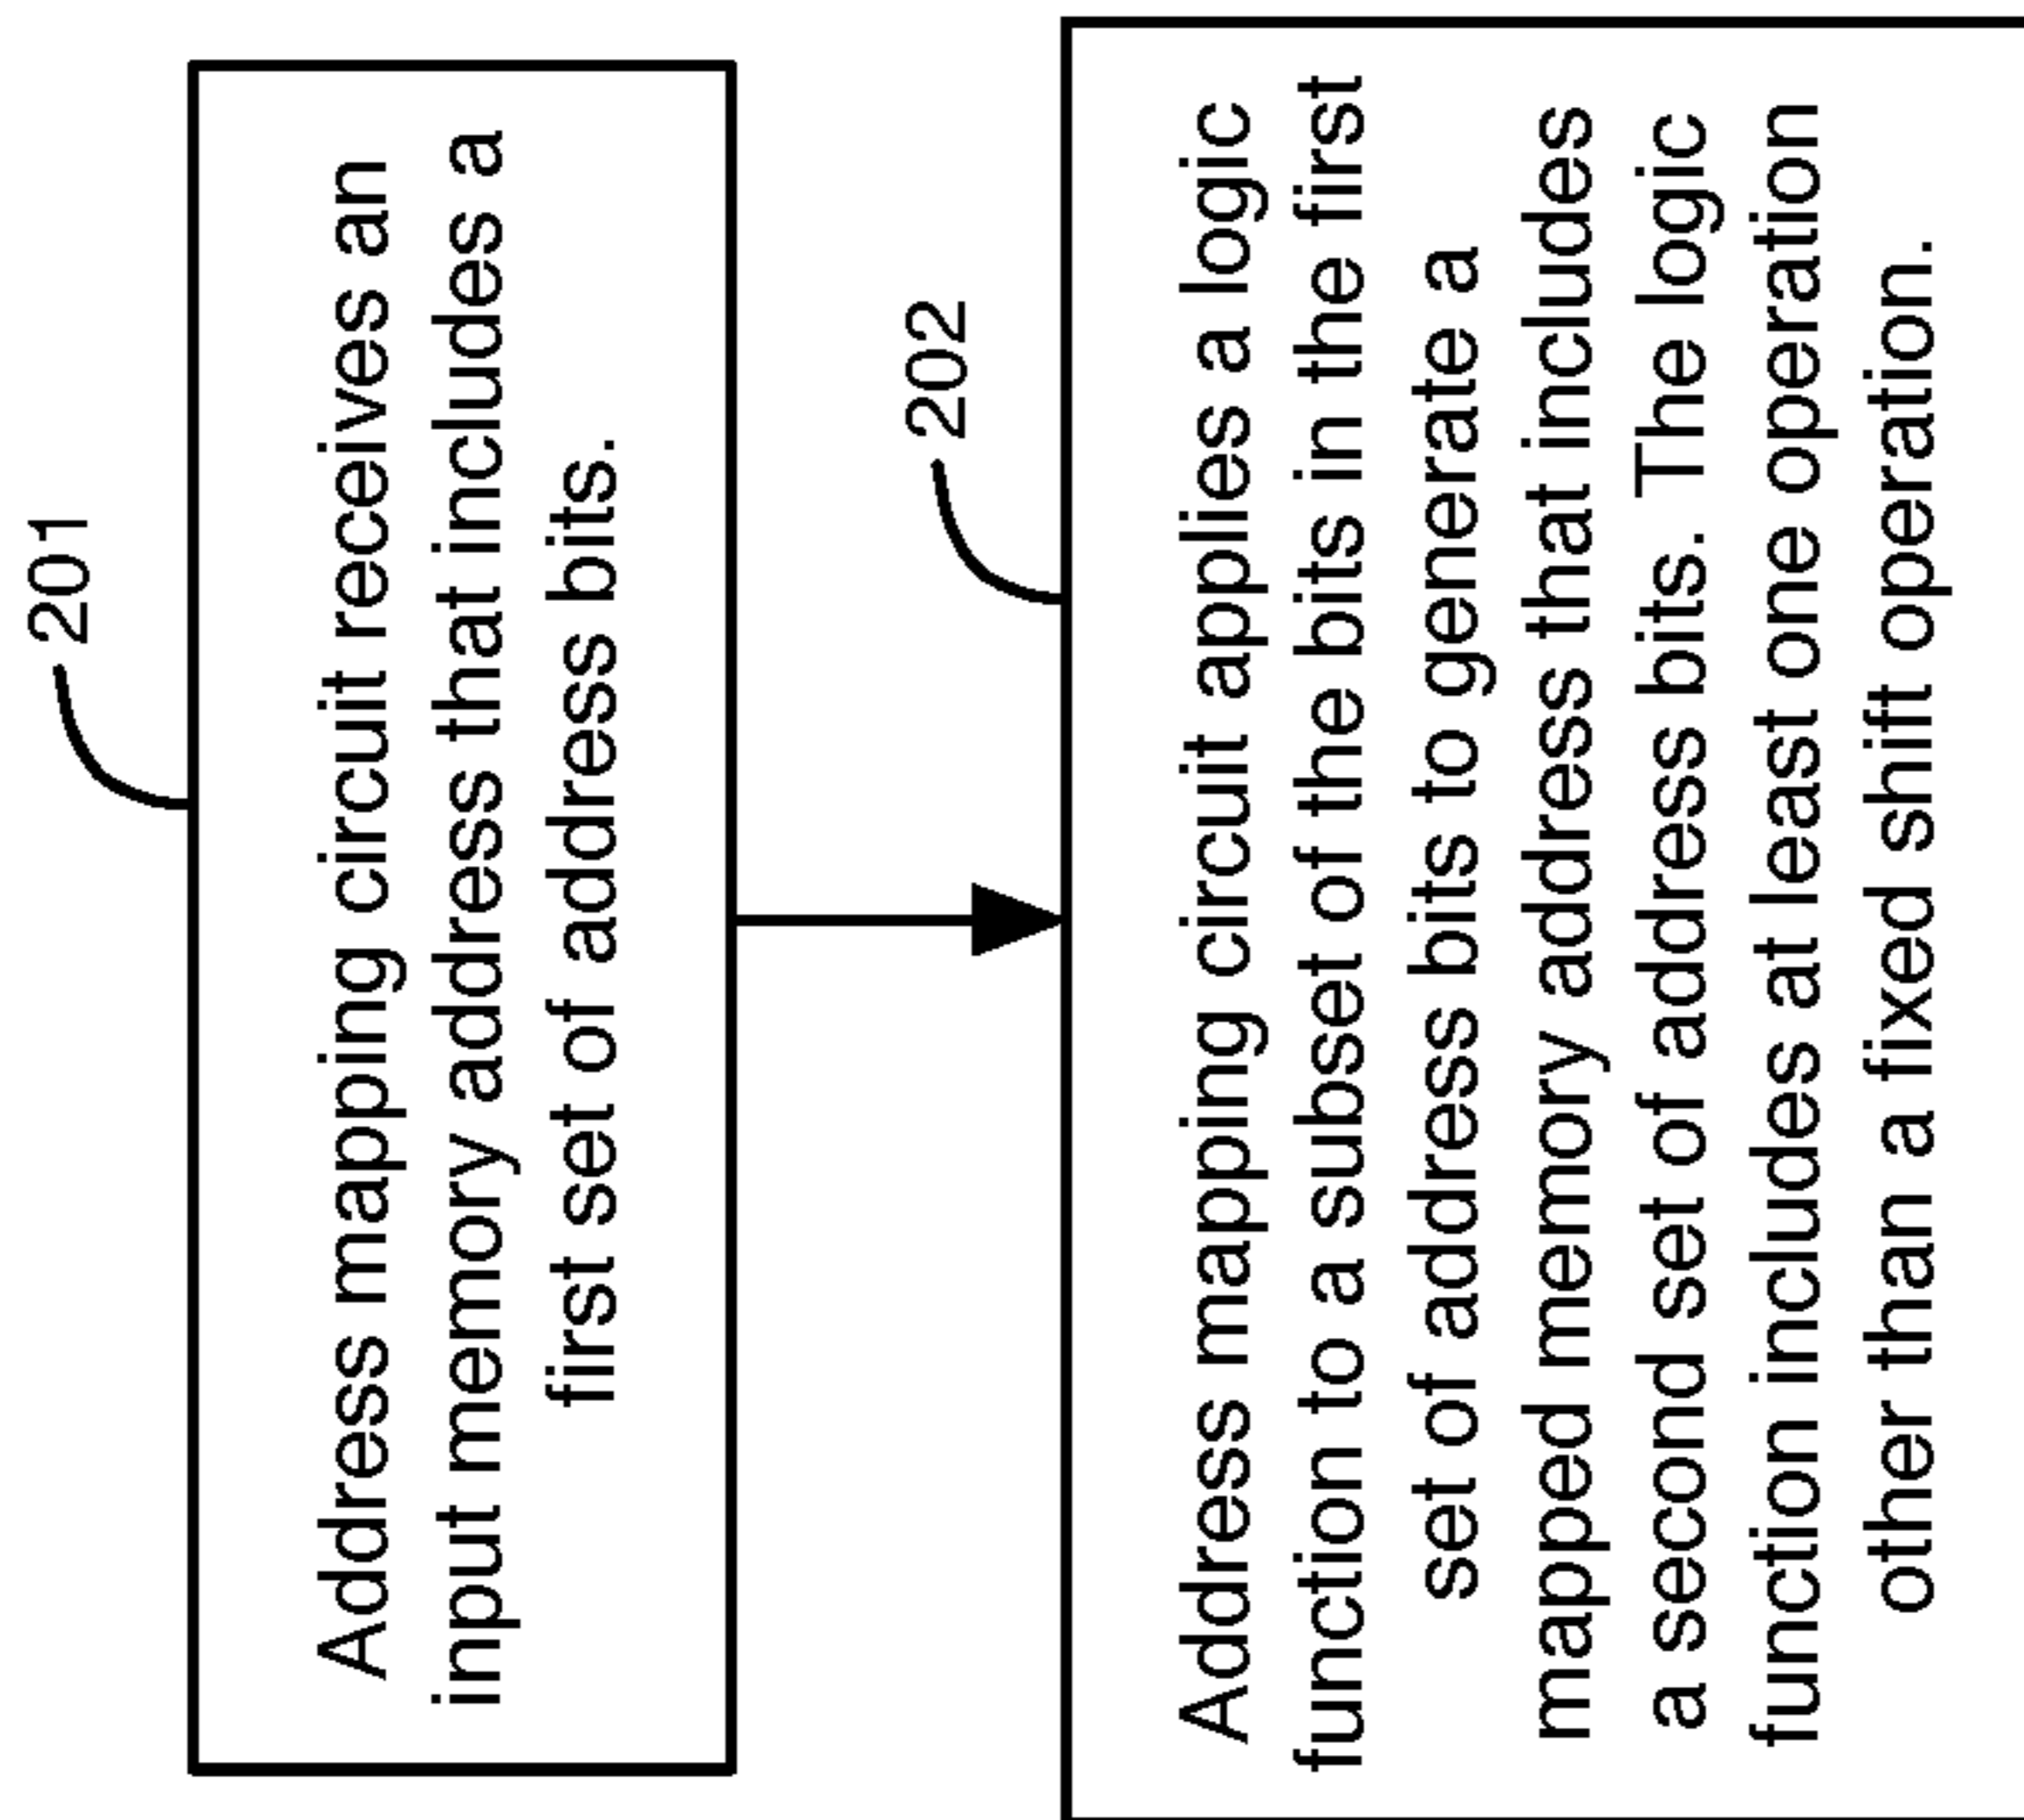 201
Address mapping circuit receives an
input memory address that includes a
first set of address bits.
202
Address mapping circuit applies a logic
function to a subset of the bits in the first
set of address bits to generate a
mapped memory address that includes
a second set of address bits. The logic
function includes at least one operation
other than a fixed shift operation.